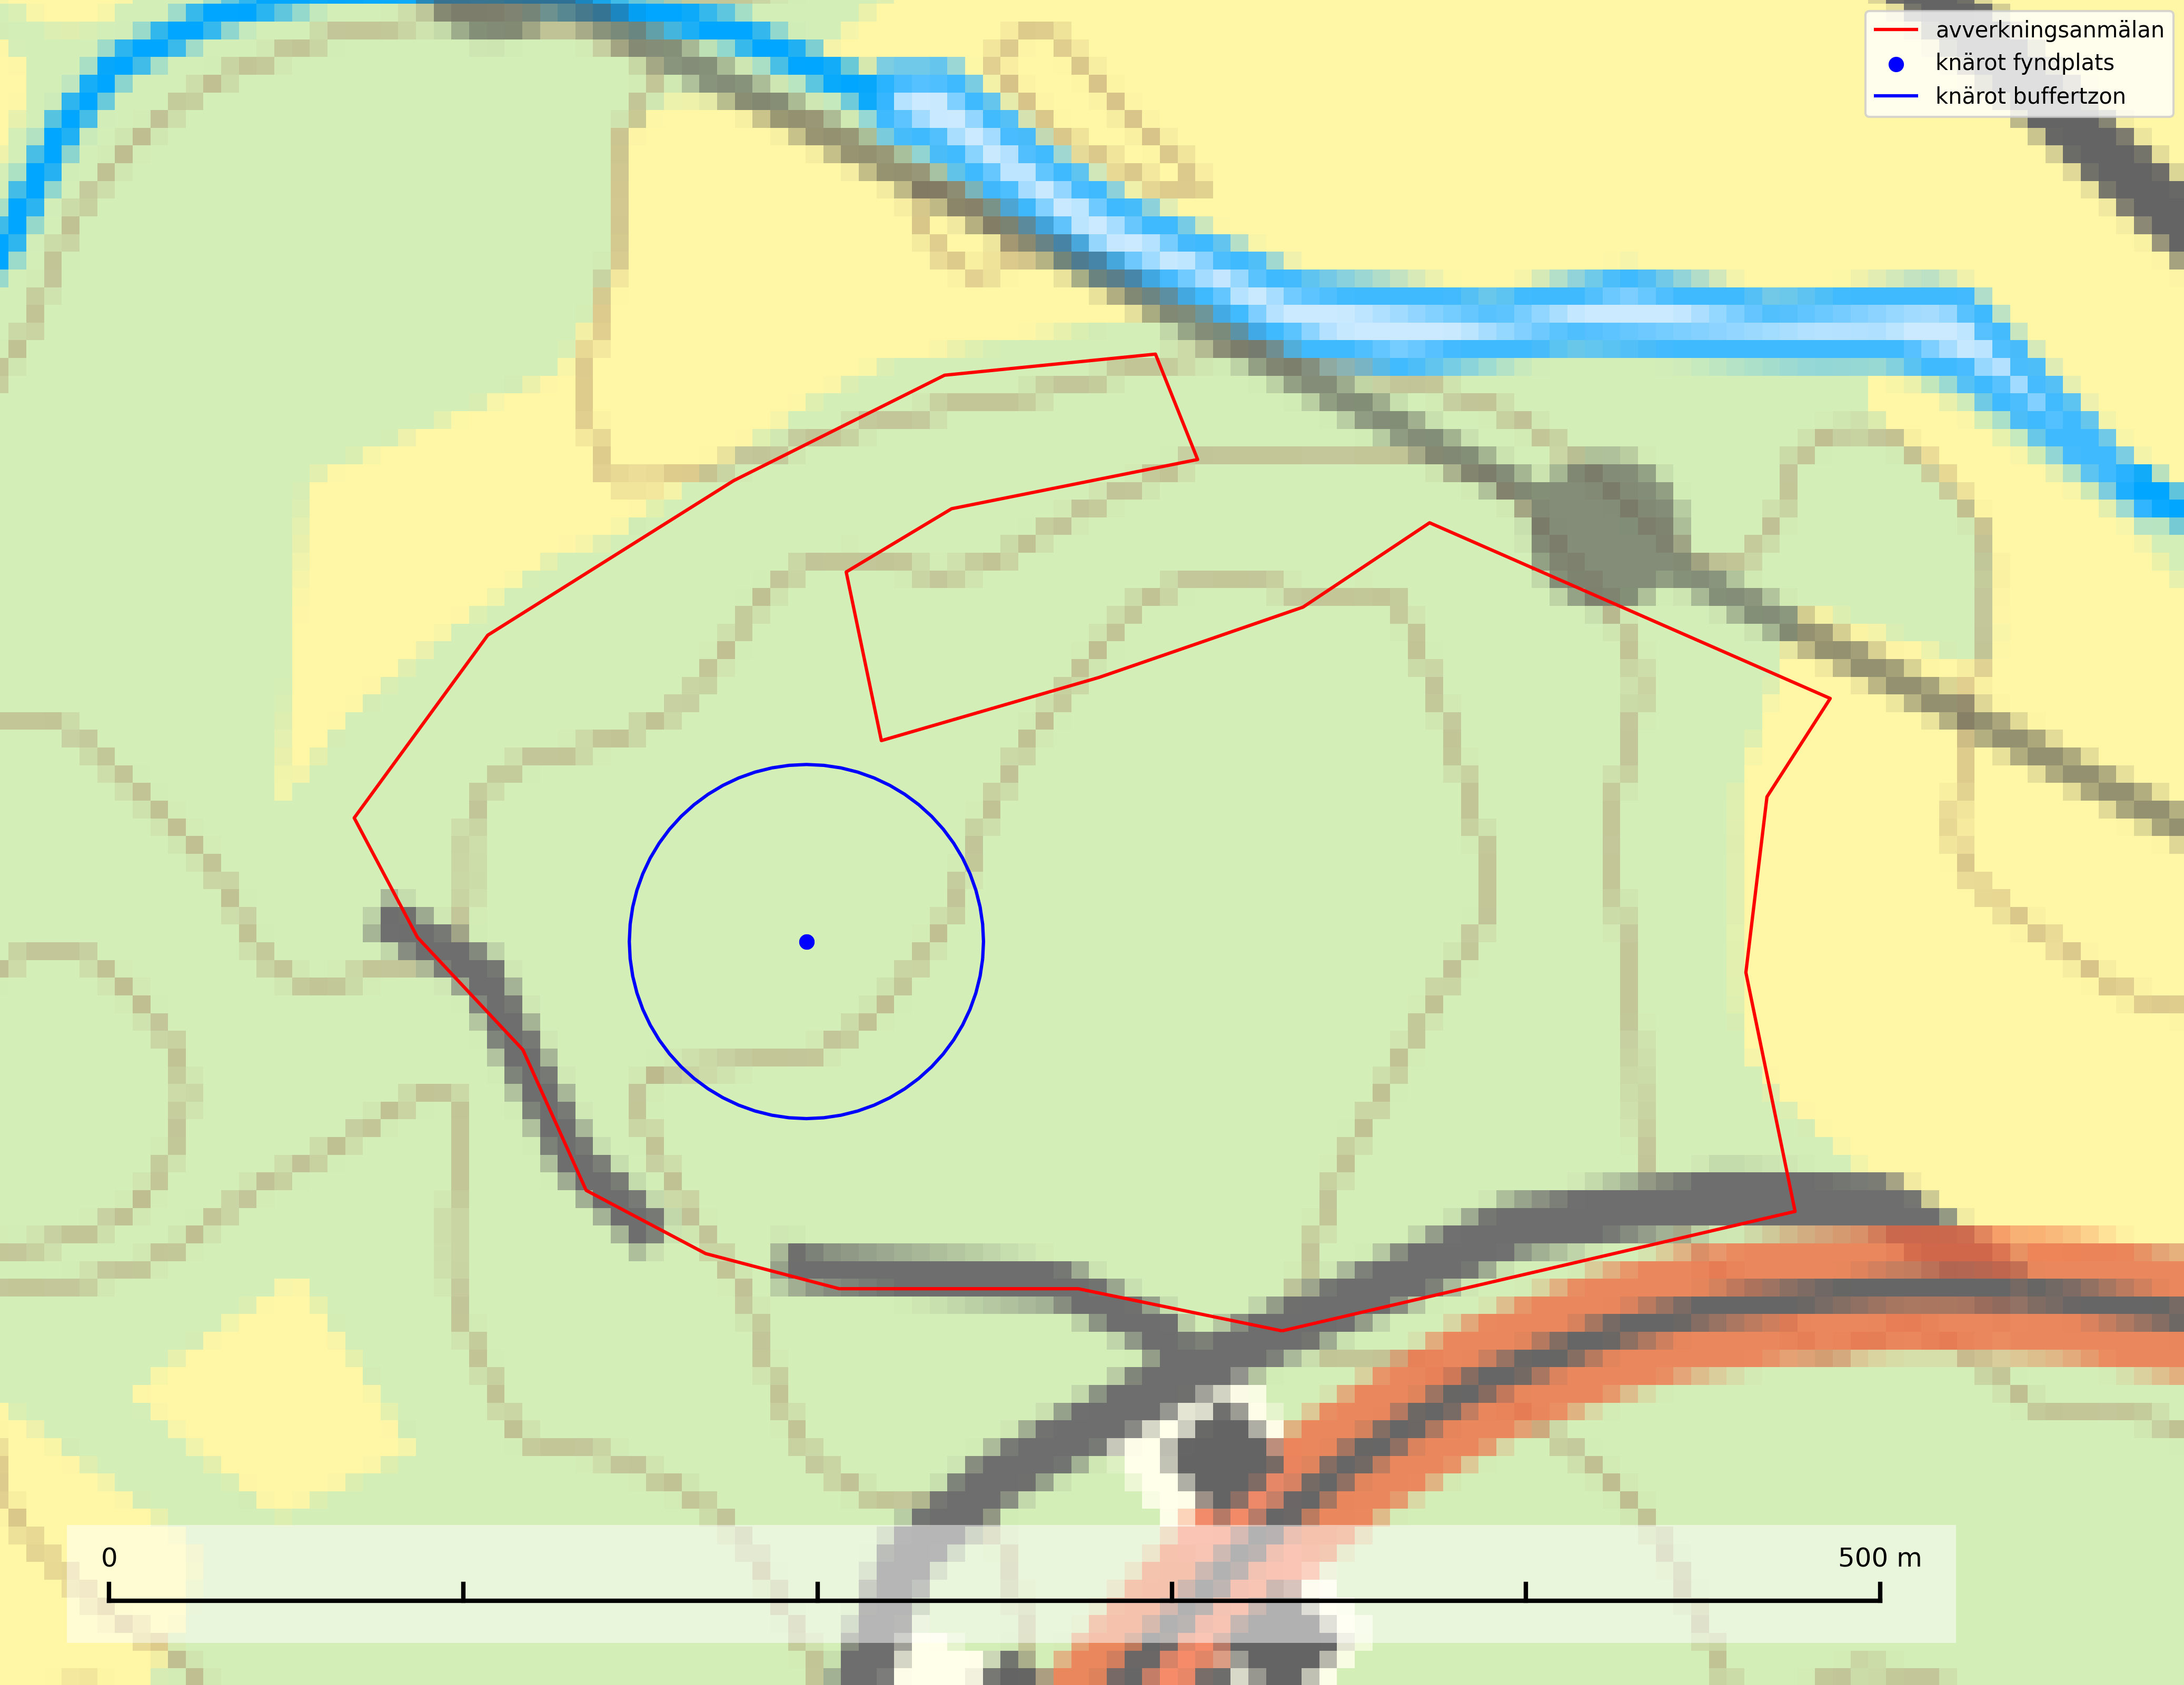 avverkningsanmälan
knärot fyndplats
knärot buffertzon
0
500 m